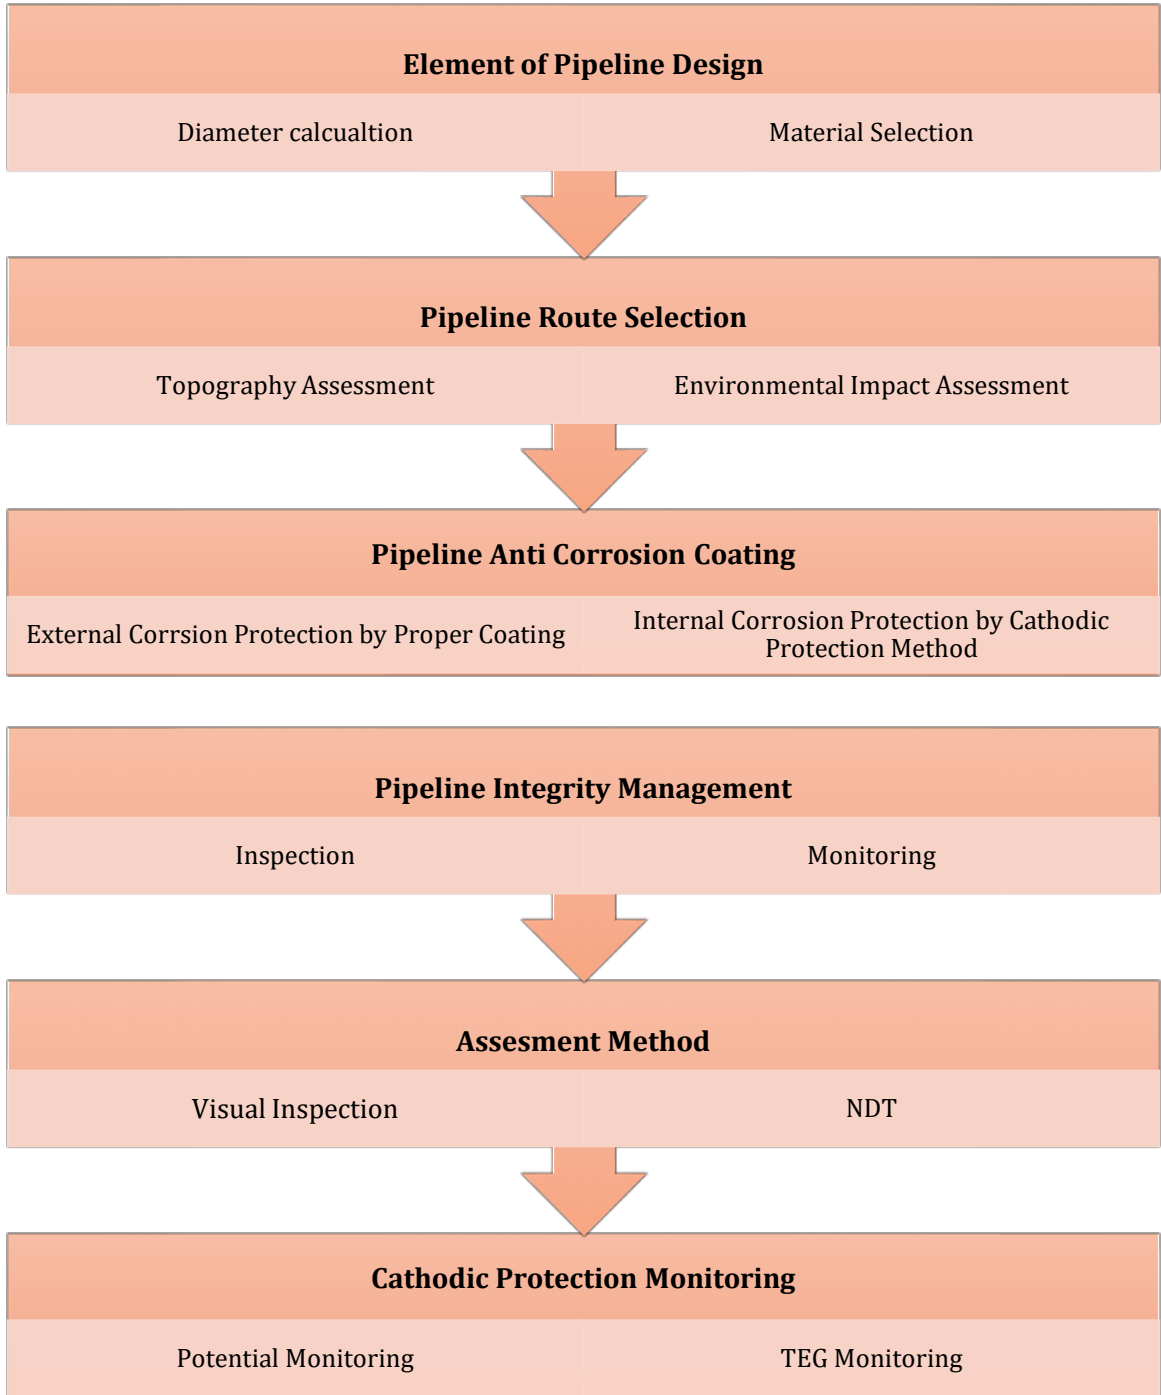 Element of Pipeline Design
Diameter calcualtion
Material Selection
Pipeline Route Selection
Topography Assessment
Environmental Impact Assessment
Pipeline Anti Corrosion Coating
External Corrsion Protection by Proper Coating
Internal Corrosion Protection by Cathodic
Protection Method
Pipeline Integrity Management
Inspection
Monitoring
Assesment Method
Visual Inspection
NDT
Cathodic Protection Monitoring
Potential Monitoring
TEG Monitoring